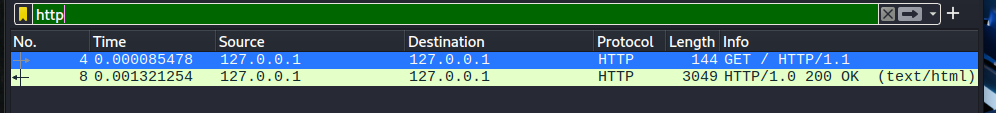 http
No. Time Source Destination Protocol Length Info
4 0.000085478 127.0.0.1 127.0.0.1 HTTP 144 GET / HTTP/1.1
8 0.001321254 127.0.0.1 127.0.0.1 HTTP 3049 HTTP/1.0 200 OK (text/html)